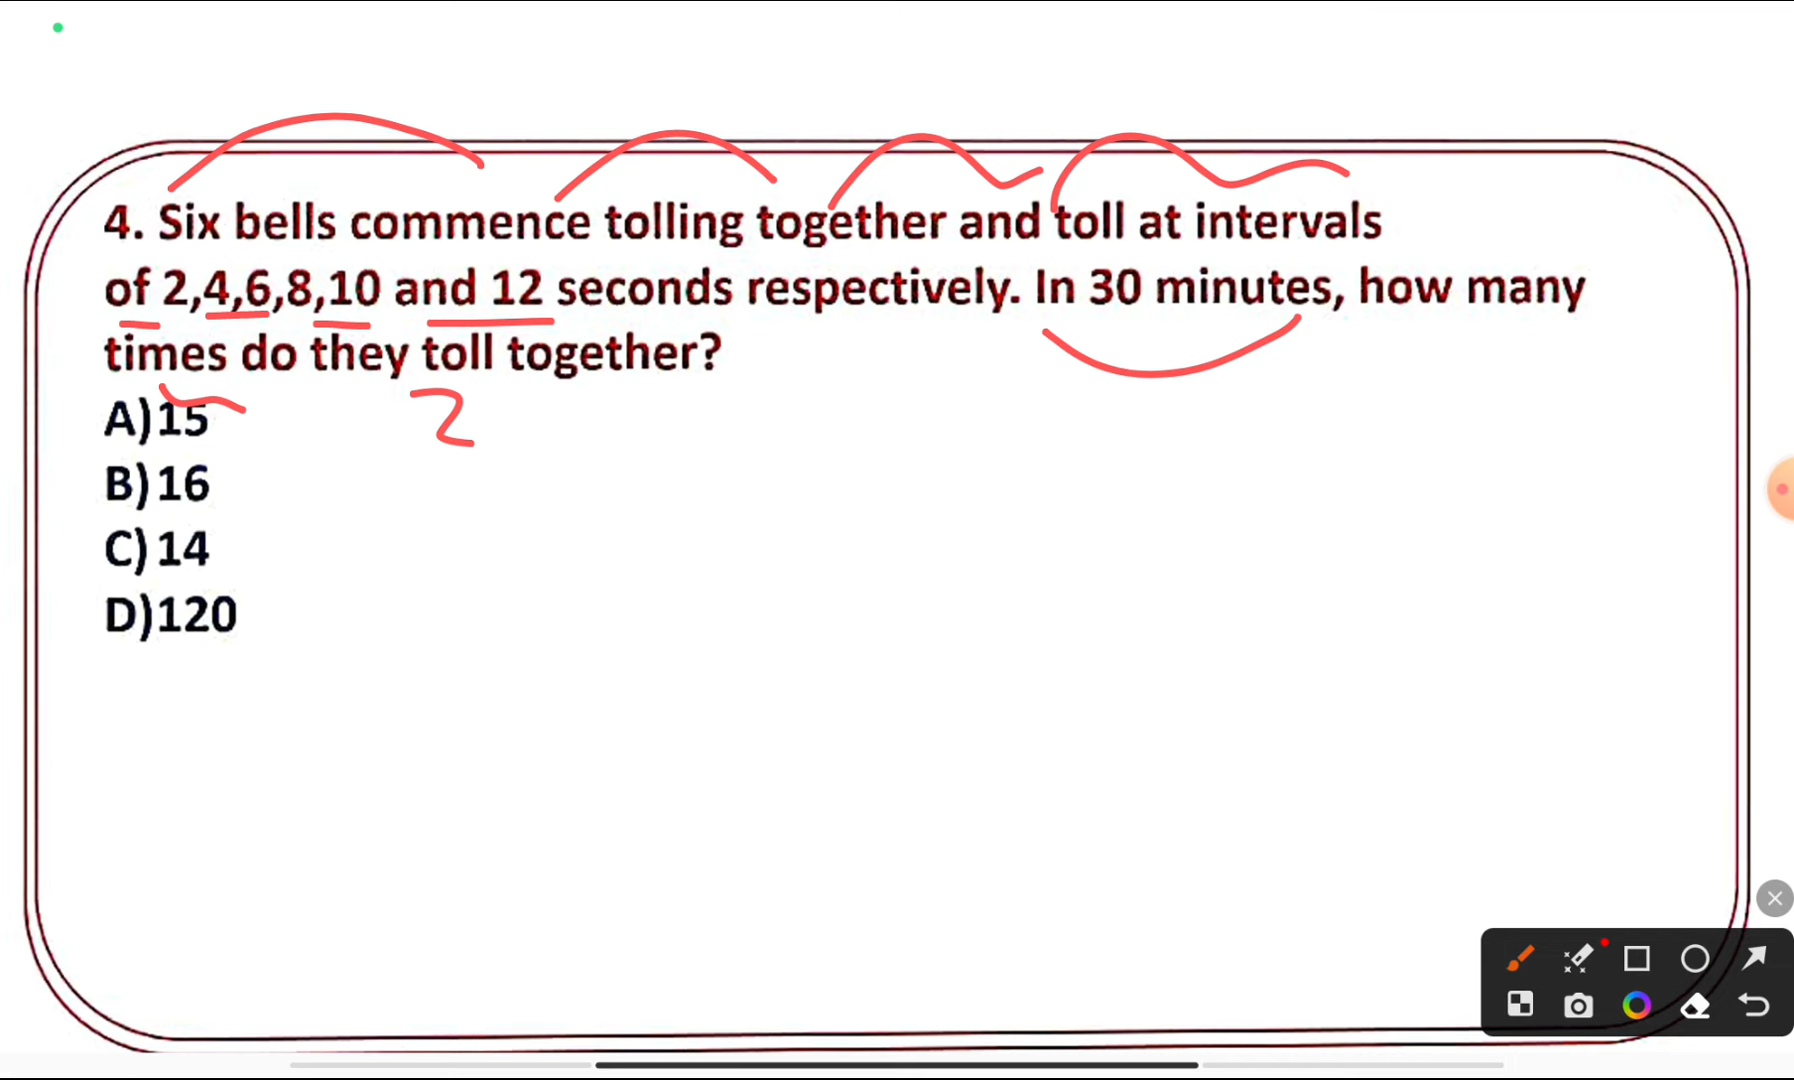 4. Six bells commence tolling together and toll at intervals
of 2,4,6,8,10 and 12 seconds respectively. In 30 minutes, how many
times do they toll together?
2
A)15
B)16
C)14
D)120